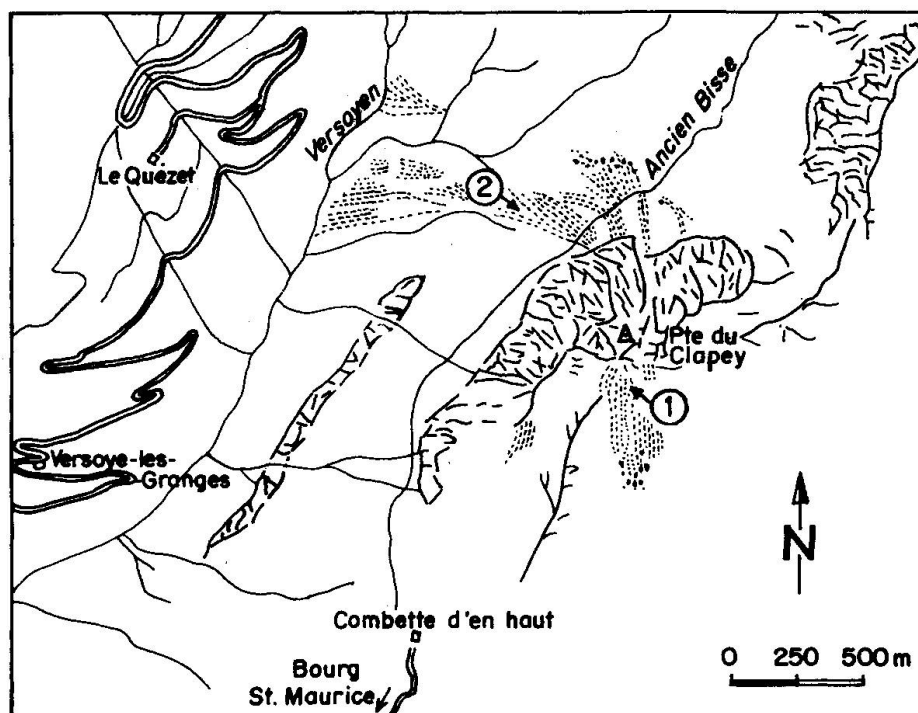 Versoyen
Ancien Bisse
Le Quezet
2
Pte du
Clapey
1
Versoye-les-
Granges
N
Combette d'en haut
Bourg
St. Maurice
0 250 500 m